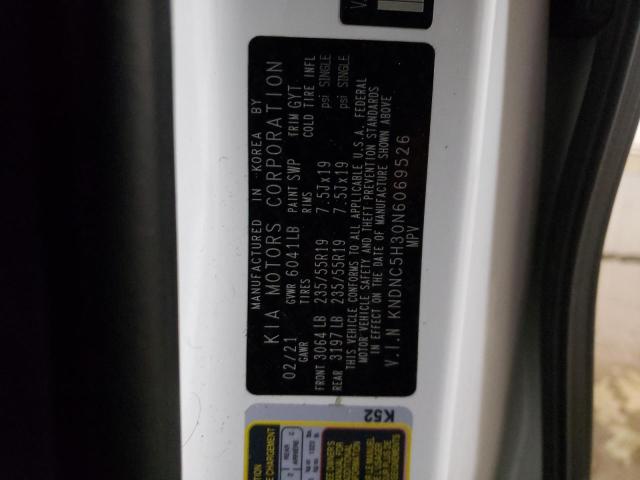 MANUFACTURED IN KOREA BY
KIA MOTORS CORPORATION
02/21 GVWR 6041LB PAINT SWP TRIM GYT
GAWR TIRES RIMS COLD TIRE INFL
FRONT 3064LB 235/55R19 7.5Jx19 psi SINGLE
REAR 3197LB 235/55R19 7.5Jx19 psi SINGLE
THIS VEHICLE CONFORMS TO ALL APPLICABLE U.S.A. FEDERAL
MOTOR VEHICLE SAFETY AND THEFT PREVENTION STANDARDS
IN EFFECT ON THE DATE OF MANUFACTURE SHOWN ABOVE
V.I.N KNDNC5H30N6069526
MPV
K52
REAR
ARRIERE